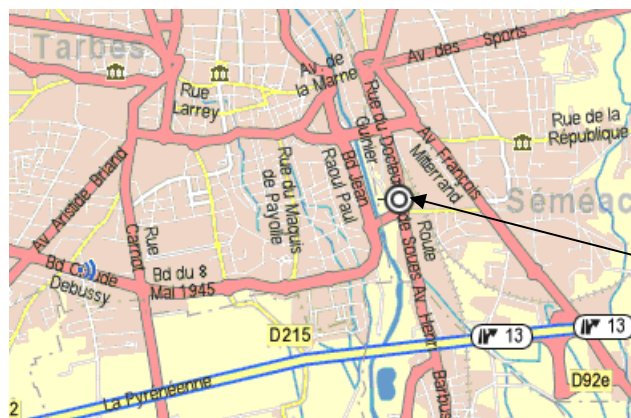 Tarbes
Av. des Sports
Av. de
la Marne
Rue
Larrey
Rue du Docteur
Guinier
Rue de la
République
Av. François
Mitterrand
Bd Jean
Raoul Paul
Rue du Maquis
de Payolle
Séméac
Av. Aristide Briand
Rue
Carnot
Route
de Soues
Bd Claude
Debussy
Bd du 8
Mai 1945
Av. Henri
Barbus
D215
13
13
La Pyrénéenne
D92e
2